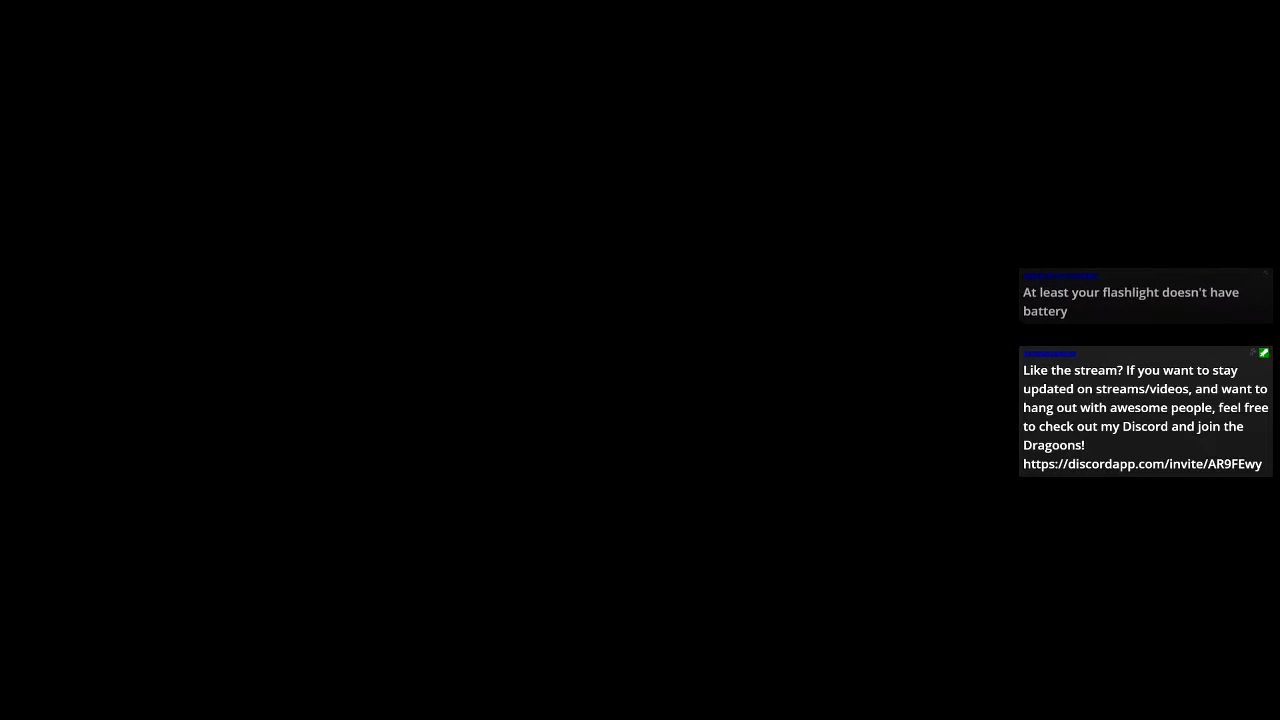 At least your flashlight doesn't have
battery
Like the stream? If you want to stay
updated on streams/videos, and want to
hang out with awesome people, feel free
to check out my Discord and join the
Dragoons!
https://discordapp.com/invite/AR9FEwy